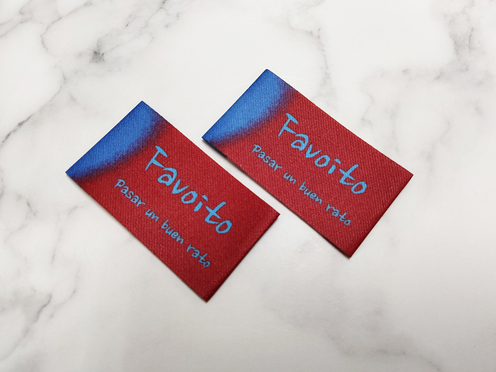 Favoito
Pasar un buen rato
Favoito
Pasar un buen rato